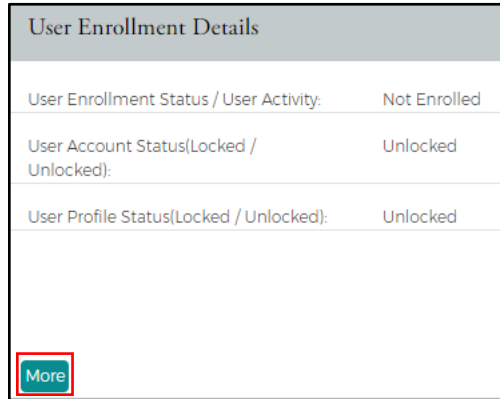 User Enrollment Details
User Enrollment Status / User Activity: Not Enrolled
User Account Status(Locked / Unlocked
Unlocked):
User Profile Status(Locked / Unlocked): Unlocked
More